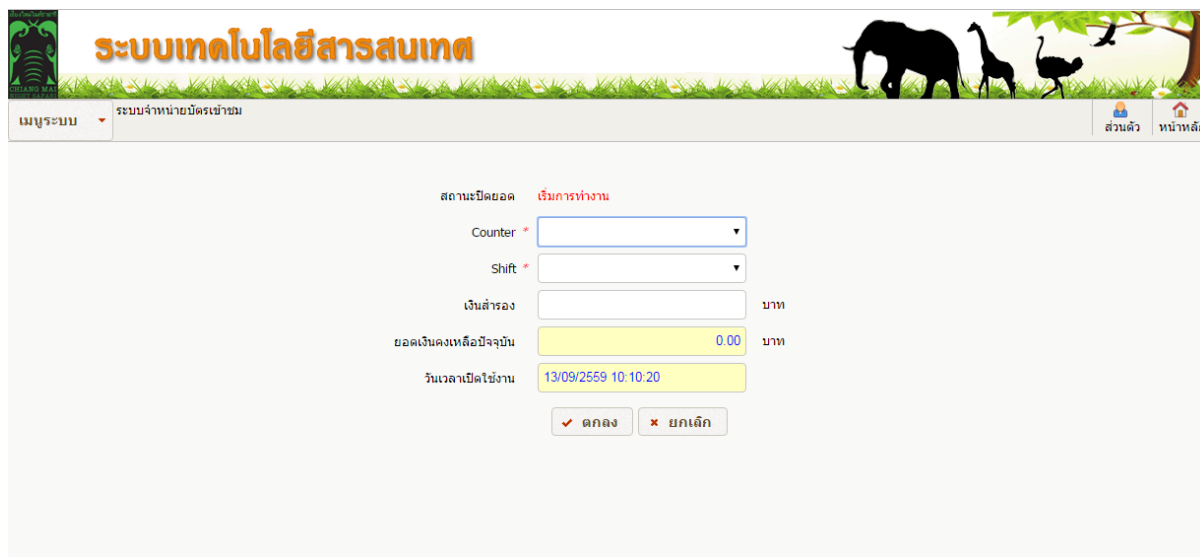 ระบบเทคโนโลยีสารสนเทศ
CHIANG MAI
NIGHT SAFARI
เมนูระบบ
ระบบจำหน่ายบัตรเข้าชม
ส่วนตัว
หน้าหลัก
สถานะปิดยอด เริ่มการทำงาน
Counter *
Shift *
เงินสำรอง บาท
ยอดเงินคงเหลือปัจจุบัน 0.00 บาท
วันเวลาเปิดใช้งาน 13/09/2559 10:10:20
ตกลง ยกเลิก